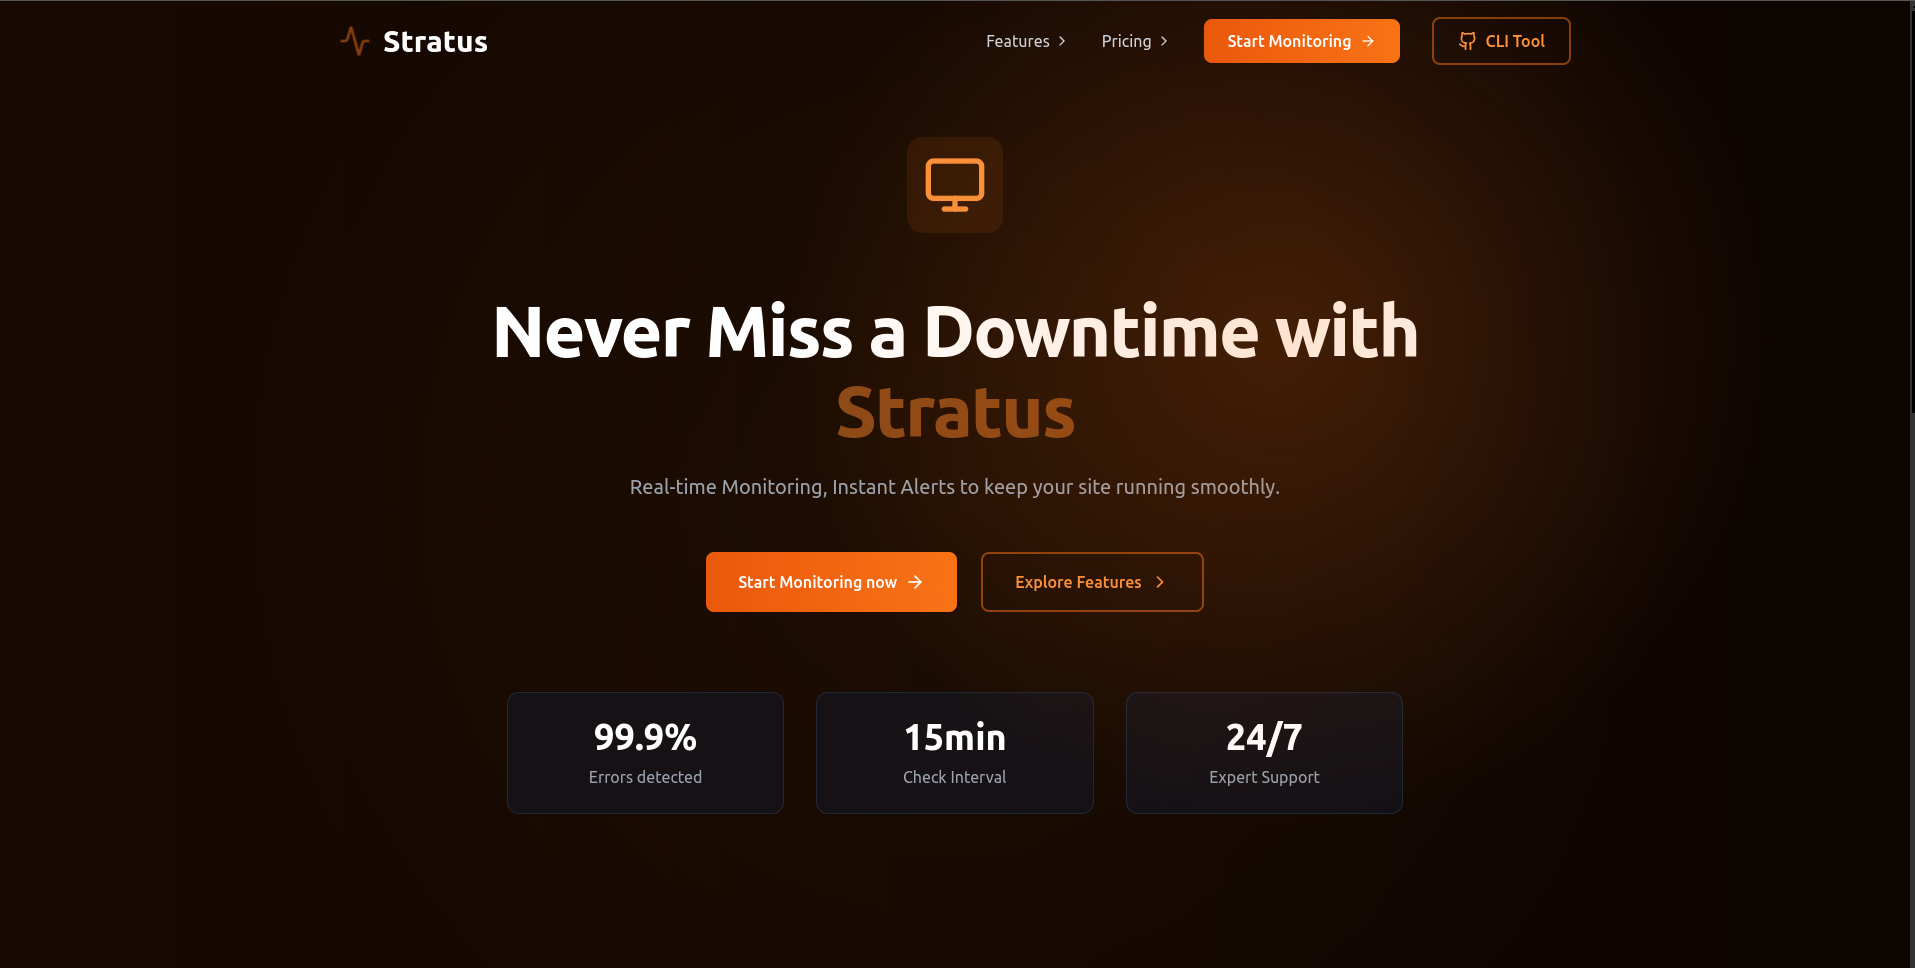 Stratus
Features
Pricing
Start Monitoring
CLI Tool
Never Miss a Downtime with
Stratus
Real-time Monitoring, Instant Alerts to keep your site running smoothly.
Start Monitoring now
Explore Features
99.9%
Errors detected
15min
Check Interval
24/7
Expert Support